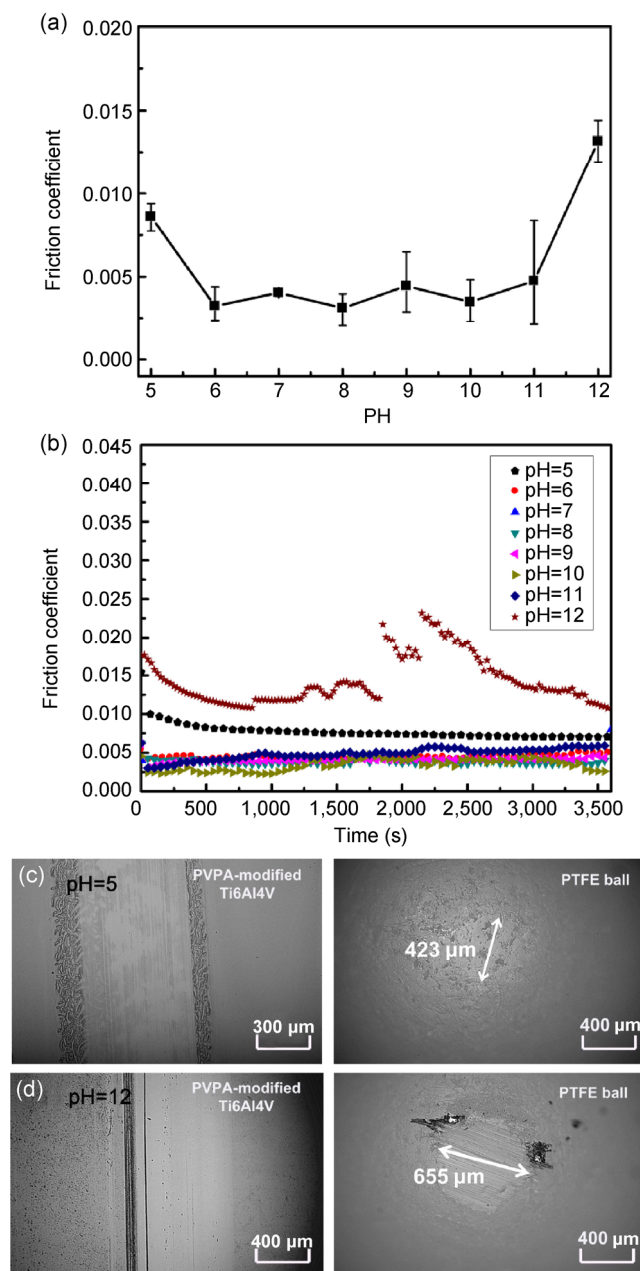 (a)
0.020
0.015
0.010
0.005
0.000
Friction coefficient
5 6 7 8 9 10 11 12
PH
(b)
0.045
0.040
0.035
0.030
0.025
0.020
0.015
0.010
0.005
0.000
Friction coefficient
pH=5
pH=6
pH=7
pH=8
pH=9
pH=10
pH=11
pH=12
0 500 1,000 1,500 2,000 2,500 3,000 3,500
Time (s)
(c)
pH=5
PVPA-modified
Ti6Al4V
300 μm
PTFE ball
423 μm
400 μm
(d)
pH=12
PVPA-modified
Ti6Al4V
400 μm
PTFE ball
655 μm
400 μm